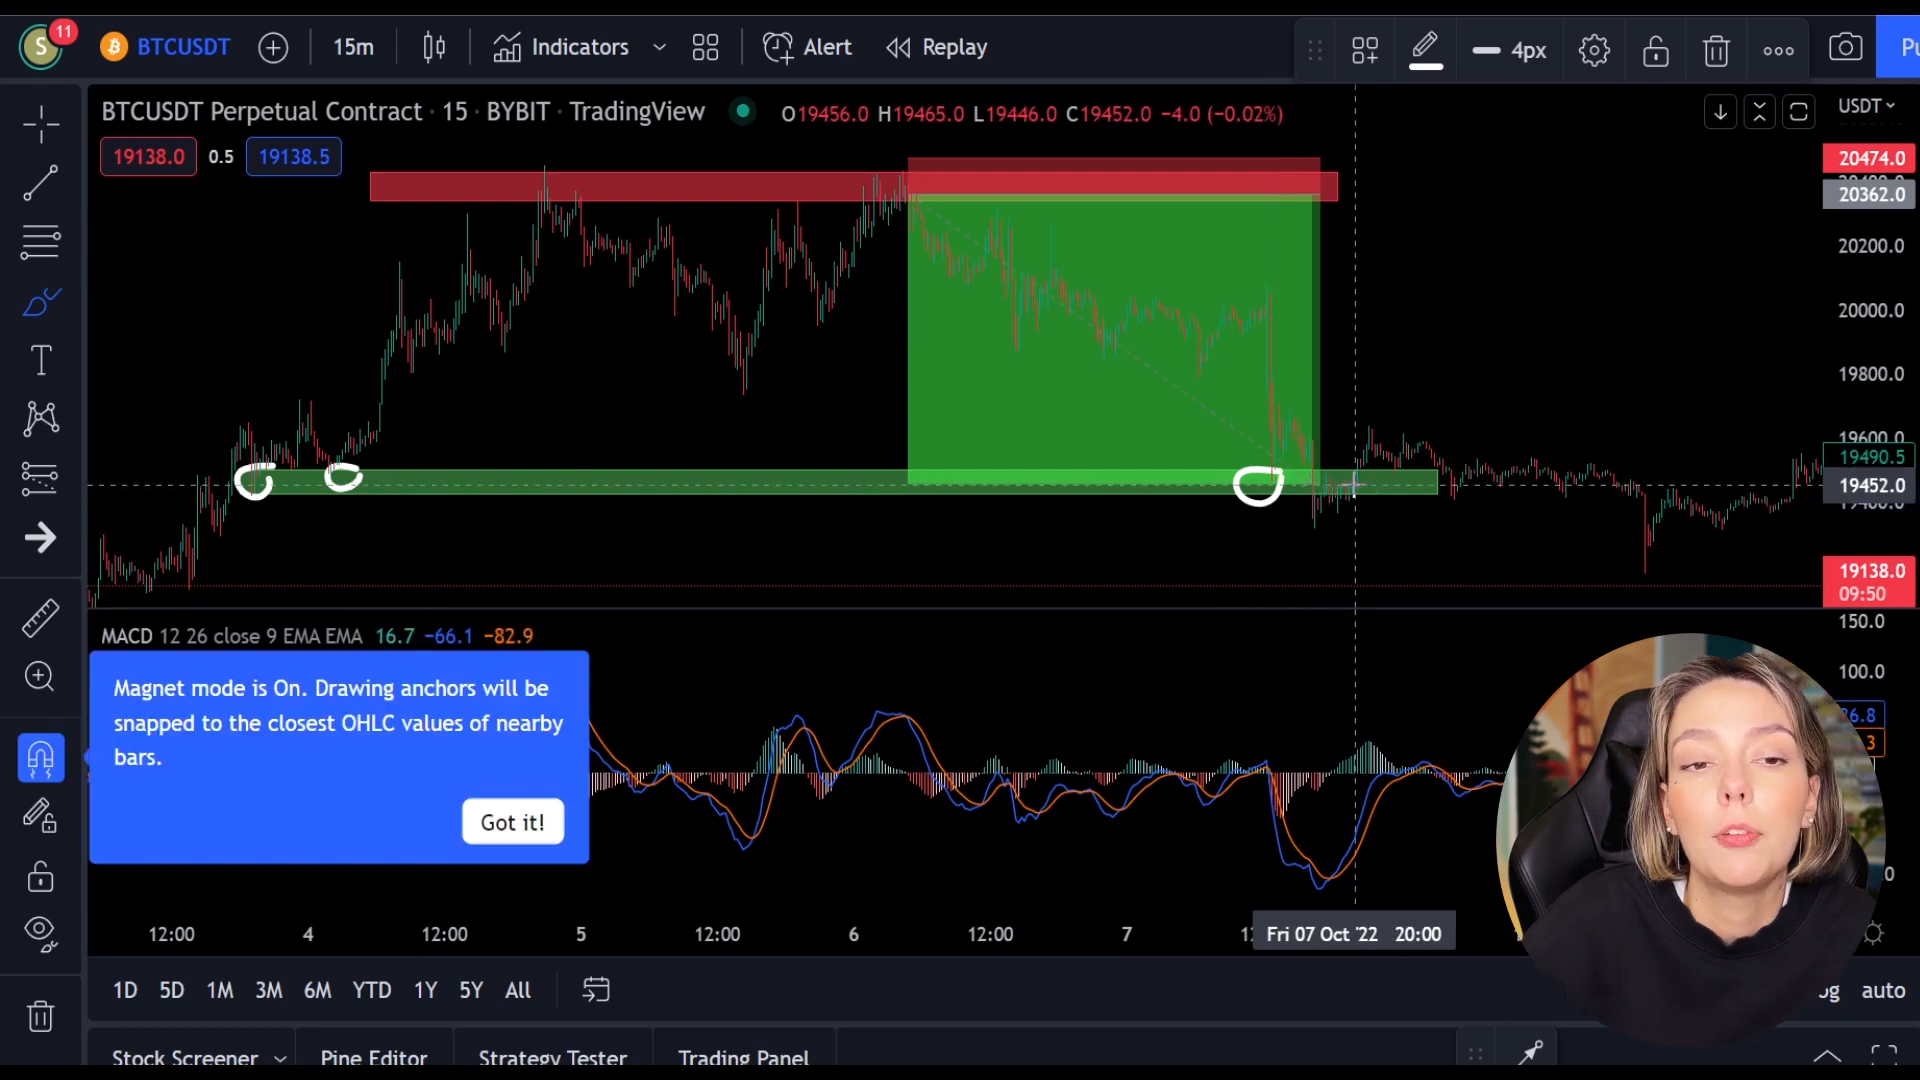 S 11 BTCUSDT 15m Indicators Alert Replay 4px Pu
BTCUSDT Perpetual Contract · 15 · BYBIT · TradingView O19456.0 H19465.0 L19446.0 C19452.0 −4.0 (−0.02%) USDT
19138.0 0.5 19138.5
20474.0
20362.0
20200.0
20000.0
19800.0
19600.0
19490.5
19452.0
19138.0
09:50
MACD 12 26 close 9 EMA EMA 16.7 −66.1 −82.9
150.0
100.0
Magnet mode is On. Drawing anchors will be
snapped to the closest OHLC values of nearby
bars.
Got it!
12:00 4 12:00 5 12:00 6 12:00 7 Fri 07 Oct '22 20:00
1D 5D 1M 3M 6M YTD 1Y 5Y All auto
Stock Screener Pine Editor Strategy Tester Trading Panel